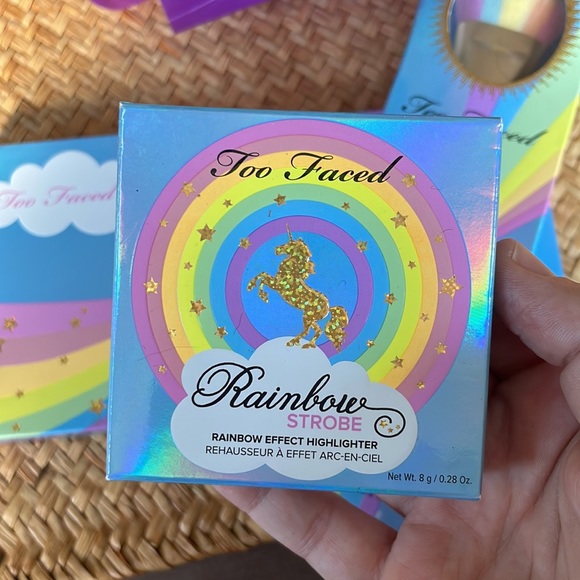 Too Faced
Too Faced
Too Faced
Rainbow
STROBE
RAINBOW EFFECT HIGHLIGHTER
REHAUSSEUR À EFFET ARC-EN-CIEL
Net Wt. 8 g / 0.28 Oz.